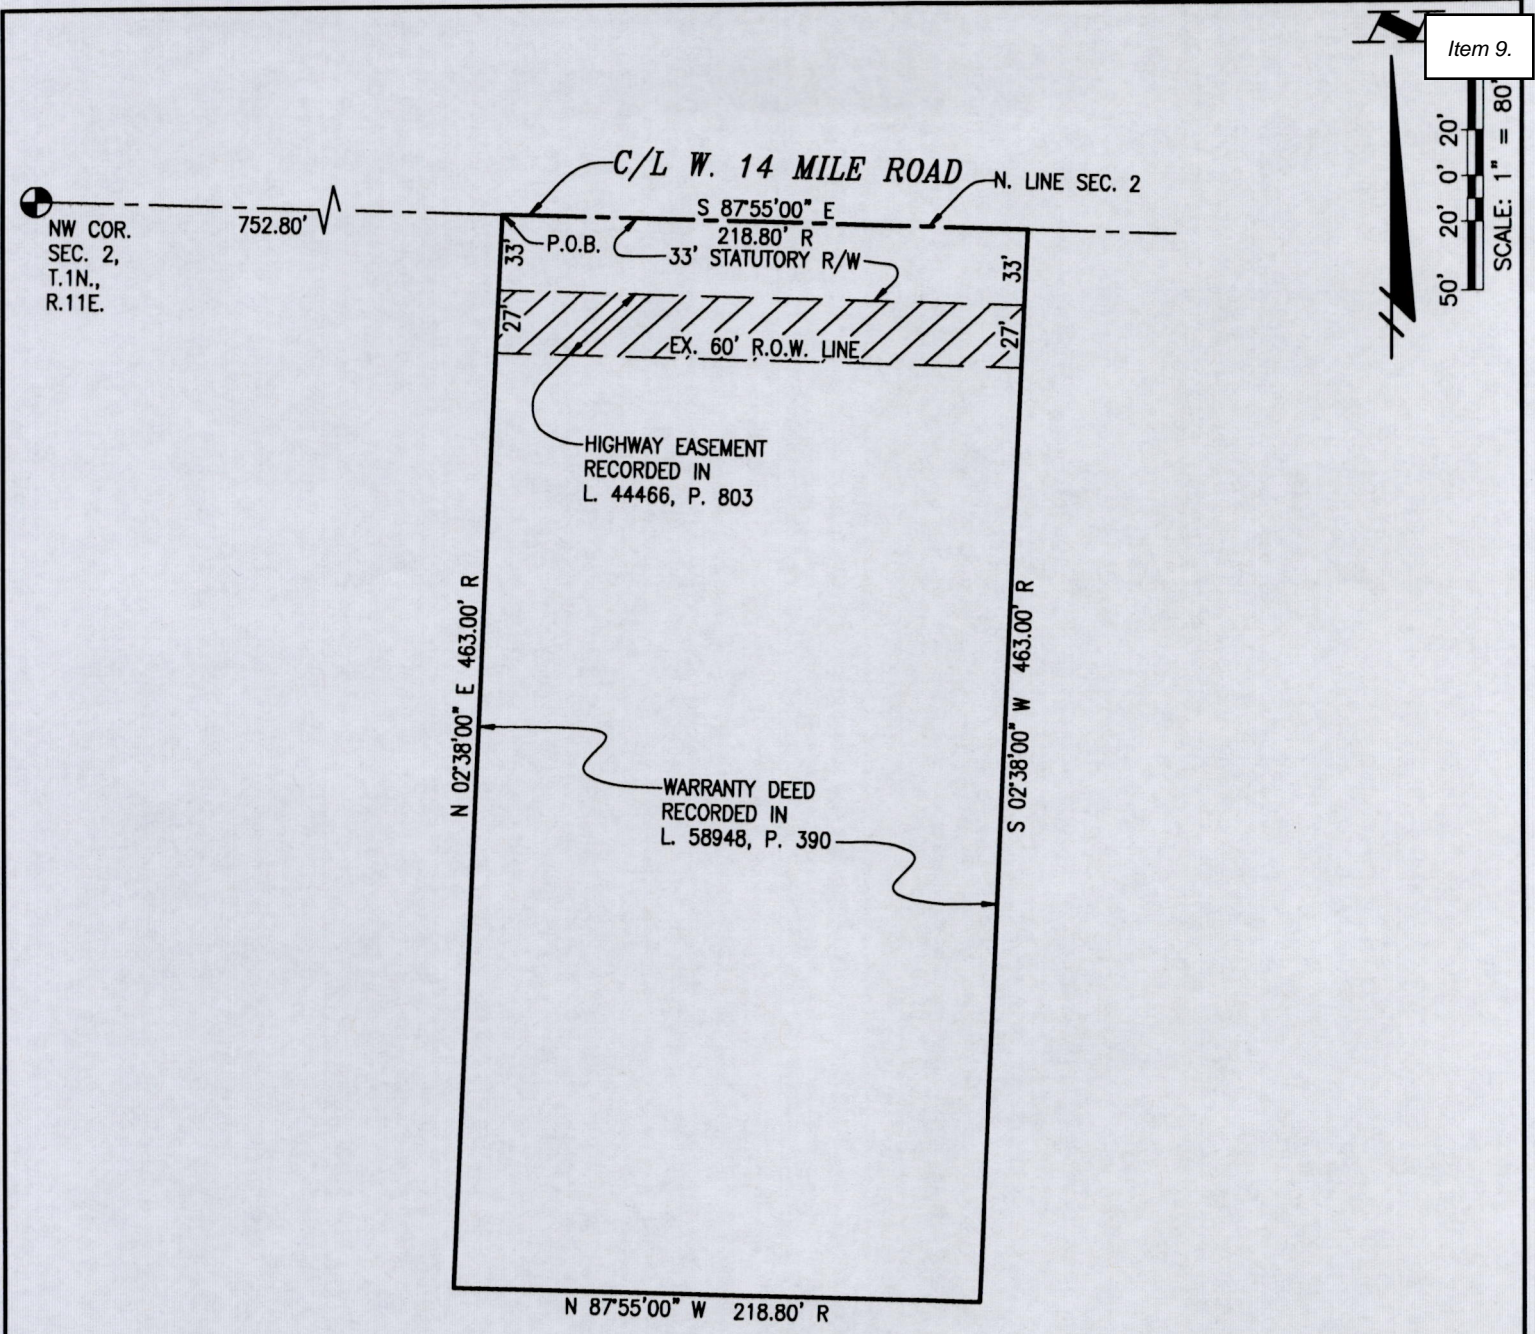 N
Item 9.
C/L W. 14 MILE ROAD
N. LINE SEC. 2
752.80'
S 87°55'00" E
218.80' R
NW COR.
SEC. 2,
T.1N.,
R.11E.
P.O.B.
33' STATUTORY R/W
33'
33'
27'
27'
EX. 60' R.O.W. LINE
50'
20'
0'
20'
SCALE: 1" = 80'
HIGHWAY EASEMENT
RECORDED IN
L. 44466, P. 803
N 02°38'00" E 463.00' R
S 02°38'00" W 463.00' R
WARRANTY DEED
RECORDED IN
L. 58948, P. 390
N 87°55'00" W 218.80' R